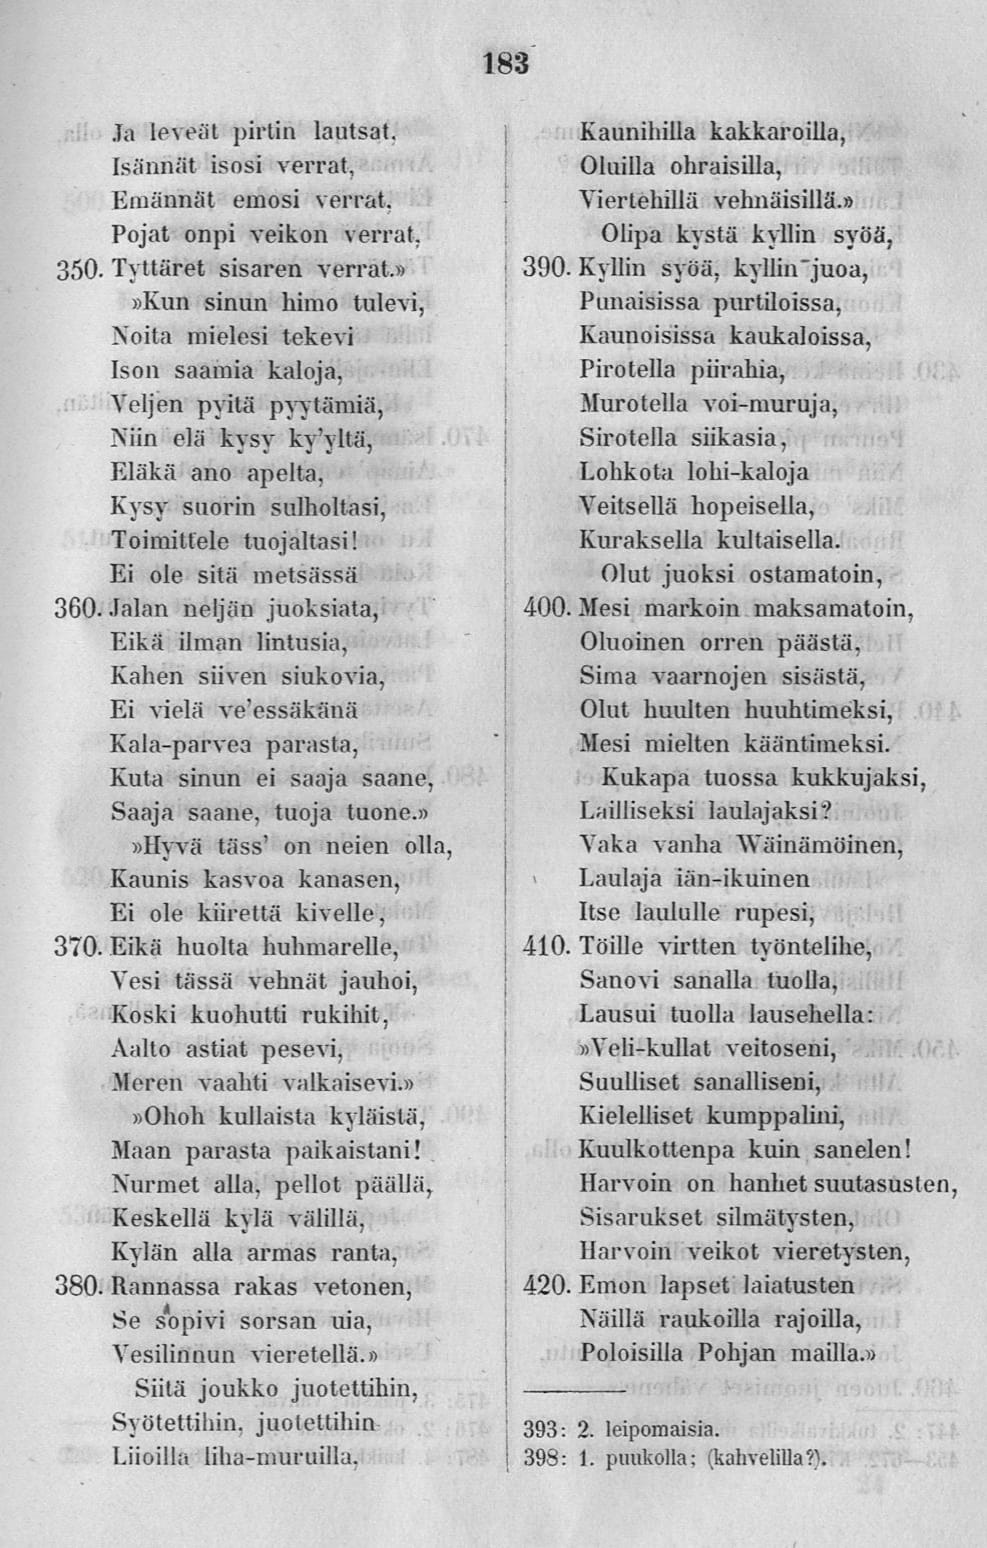 183
Ja leveät pirtin lautsat,
Isännät isosi verrat,
Emännät emosi verrat,
Pojat onpi veikon verrat,
350. Tyttäret sisaren verrat.»
»Kun sinun himo tulevi,
Noita mielesi tekevi
Ison saamia kaloja,
Veljen pyitä pyytämiä,
Niin elä kysy ky'yltä,
Eläkä ano apelta,
Kysy suorin sulholtasi,
Toimittele tuojaltasi!
Ei ole sitä metsässä
360. Jalan neljän juoksiata,
Eikä ilman lintusia,
Kahen siiven siukovia,
Ei vielä ve'essäkänä
Kala-parvea parasta,
Kuta sinun ei saaja saane,
Saaja saane, tuoja tuone.»
»Hyvä täss' on neien olla,
Kaunis kasvoa kanasen,
Ei ole kiirettä kivelle,
370. Eikä huolta huhmarelle,
Vesi tässä vehnät jauhoi,
Koski kuohutti rukihit,
Aalto astiat pesevi,
Meren vaahti valkaisevi.»
»Ohoh kullaista kyläistä,
Maan parasta paikaistani!
Nurmet alla, pellot päällä,
Keskellä kylä välillä,
Kylän alla armas ranta,
380. Rannassa rakas vetonen,
Se sopivi sorsan uia,
Vesilinnun vieretellä.»
Siitä joukko juotettihin,
Syötettihin, juotettihin
Liioilla liha-muruilla,
Kaunihilla kakkaroilla,
Oluilla ohraisilla,
Viertehillä vehnäisillä.»
Olipa kystä kyllin syöä,
390. Kyllin syöä, kyllin juoa,
Punaisissa purtiloissa,
Kaunoisissa kaukaloissa,
Pirotella piirahia,
Murotella voi-muruja,
Sirotella siikasia,
Lohkota lohi-kaloja
Veitsellä hopeisella,
Kuraksella kultaisella.
Olut juoksi ostamatoin,
400. Mesi markoin maksamatoin,
Oluoinen orren päästä,
Sima vaarnojen sisästä,
Olut huulten huuhtimeksi,
Mesi mielten kääntimeksi.
Kukapa tuossa kukkujaksi,
Lailliseksi laulajaksi?
Vaka vanha Wäinämöinen,
Laulaja iän-ikuinen
Itse laululle rupesi,
410. Töille virtten työntelihe,
Sanovi sanalla tuolla,
Lausui tuolla lausehella:
»Veli-kullat veitoseni,
Suulliset sanalliseni,
Kielelliset kumppalini,
Kuulkottenpa kuin sanelen!
Harvoin on hanhet suutasusten,
Sisarukset silmätysten,
Harvoin veikot vieretysten,
420. Emon lapset laiatusten
Näillä raukoilla rajoilla,
Poloisilla Pohjan mailla.»
393: 2. leipomaisia.
398: 1. puukolla; (kahvelilla?).